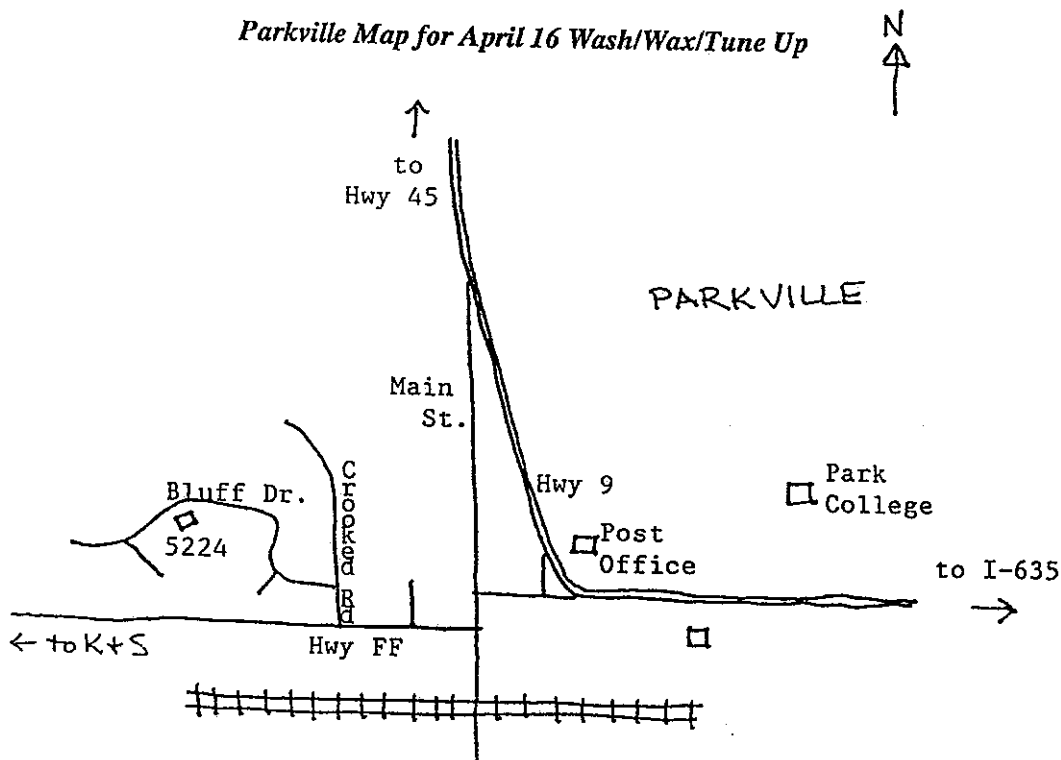 Parkville Map for April 16 Wash/Wax/Tune Up
N
to
Hwy 45
PARKVILLE
Main
St.
Crooked Rd
Bluff Dr.
5224
Hwy 9
Park
College
Post
Office
to I-635
← to K+S
Hwy FF